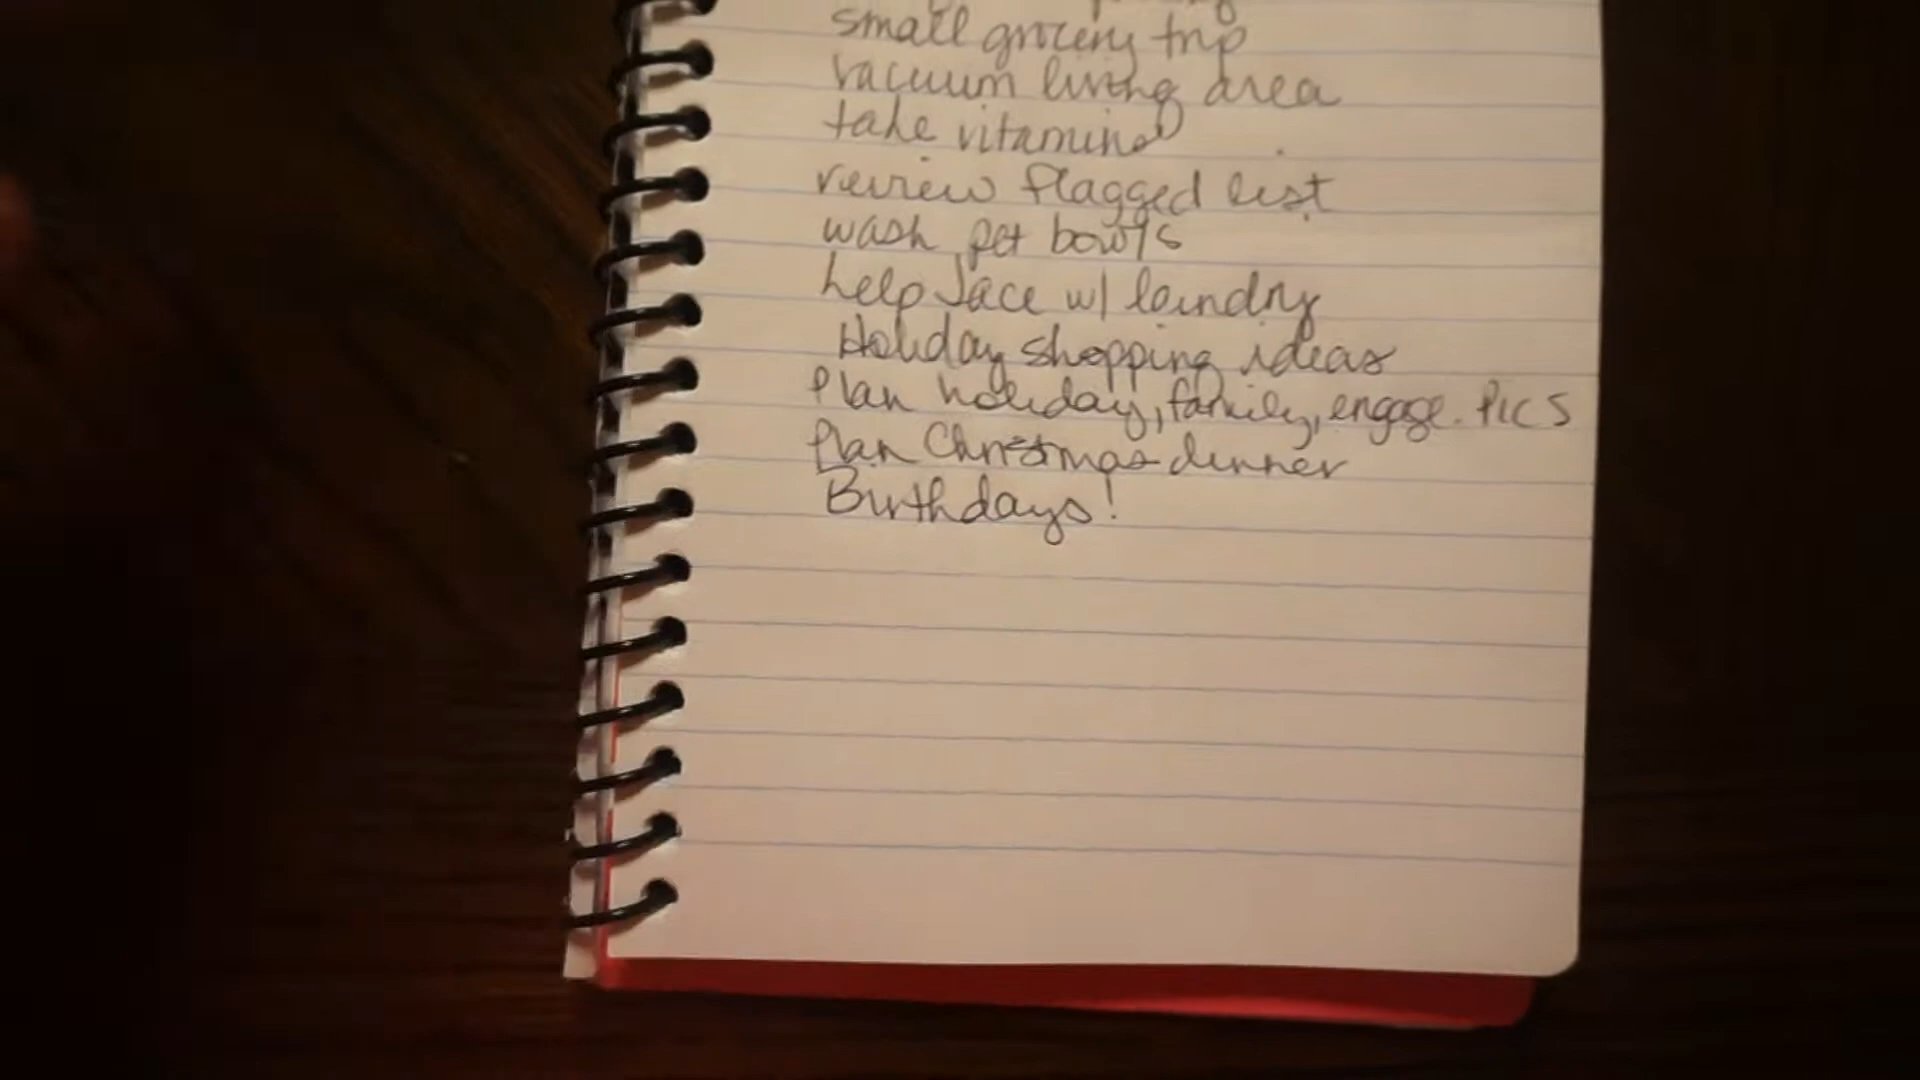 small grocery trip
vacuum living area
take vitamins
review flagged list
wash pet bowls
help Jace w/ laundry
Holiday shopping ideas
Plan holiday, family, engage. PICS
Plan Christmas dinner
Birthdays!